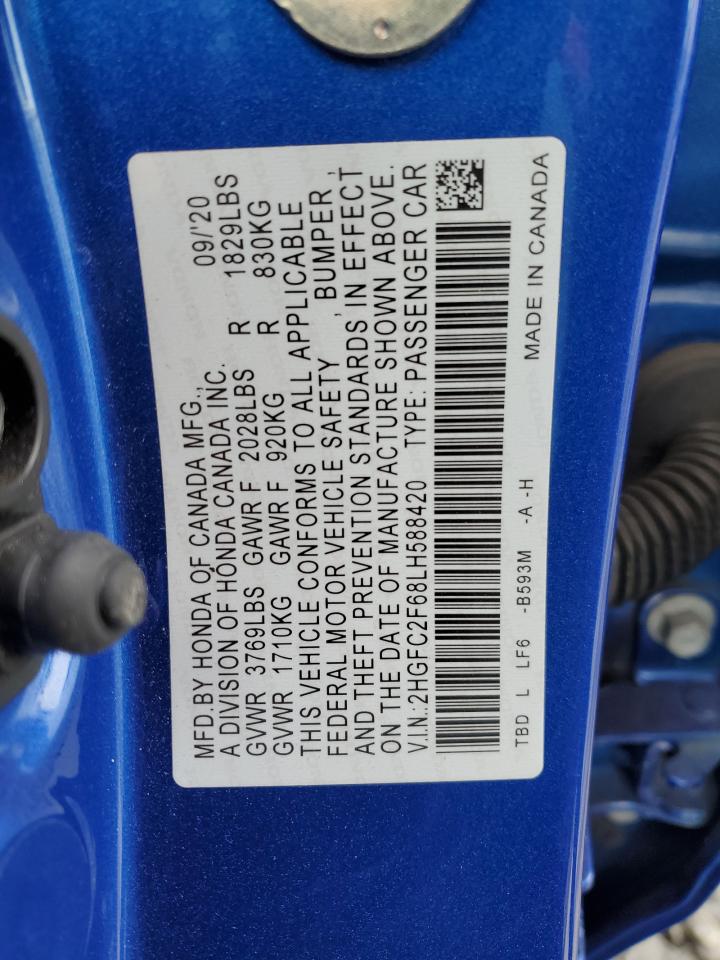 MFD.BY HONDA OF CANADA MFG., 09/'20
A DIVISION OF HONDA CANADA INC.
GVWR 3769LBS GAWR F 2028LBS R 1829LBS
GVWR 1710KG GAWR F 920KG R 830KG
THIS VEHICLE CONFORMS TO ALL APPLICABLE
FEDERAL MOTOR VEHICLE SAFETY , BUMPER ,
AND THEFT PREVENTION STANDARDS IN EFFECT
ON THE DATE OF MANUFACTURE SHOWN ABOVE.
V.I.N.:2HGFC2F68LH588420 TYPE: PASSENGER CAR
TBD L LF6 -B593M -A -H MADE IN CANADA